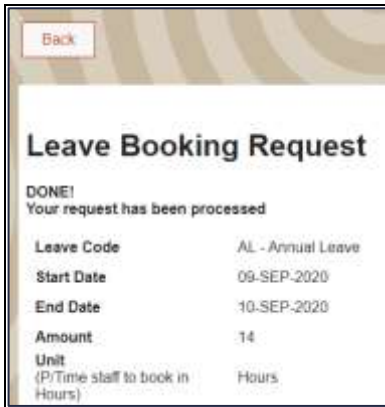 Back
Leave Booking Request
DONE!
Your request has been processed
Leave Code AL - Annual Leave
Start Date 09-SEP-2020
End Date 10-SEP-2020
Amount 14
Unit
(P/Time staff to book in Hours
Hours)